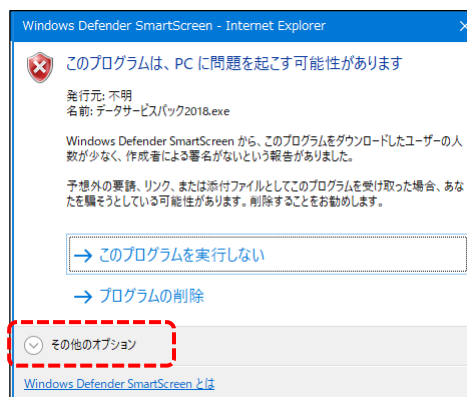 Windows Defender SmartScreen - Internet Explorer
このプログラムは、PC に問題を起こす可能性があります
発行元: 不明
名前: データサービスパック2018.exe
Windows Defender SmartScreen から、このプログラムをダウンロードしたユーザーの人
数が少なく、作成者による署名がないという報告がありました。
予想外の要請、リンク、または添付ファイルとしてこのプログラムを受け取った場合、あな
たを騙そうとしている可能性があります。削除することをお勧めします。
→ このプログラムを実行しない
→ プログラムの削除
その他のオプション
Windows Defender SmartScreen とは